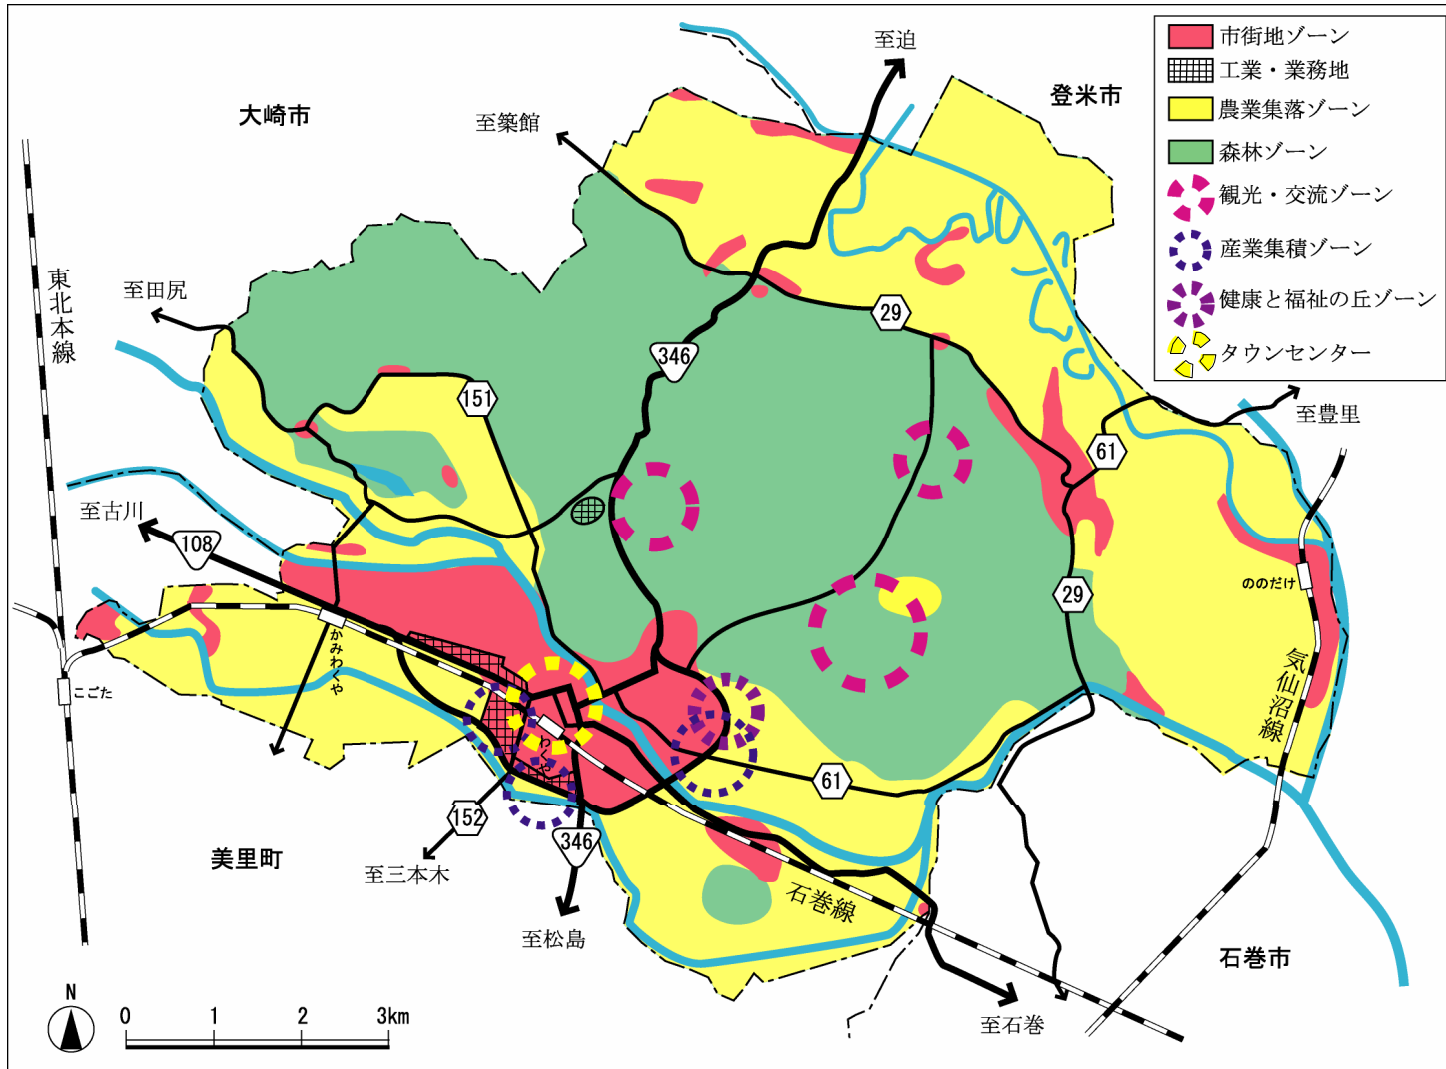 市街地ゾーン
工業・業務地
農業集落ゾーン
森林ゾーン
観光・交流ゾーン
産業集積ゾーン
健康と福祉の丘ゾーン
タウンセンター
至迫
登米市
大崎市
至築館
東北本線
至田尻
29
346
151
至豊里
61
至古川
108
ののだけ
29
かみわくや
気仙沼線
こごた
わくや
61
152
346
美里町
至三本木
石巻線
至松島
石巻市
至石巻
N
0 1 2 3km